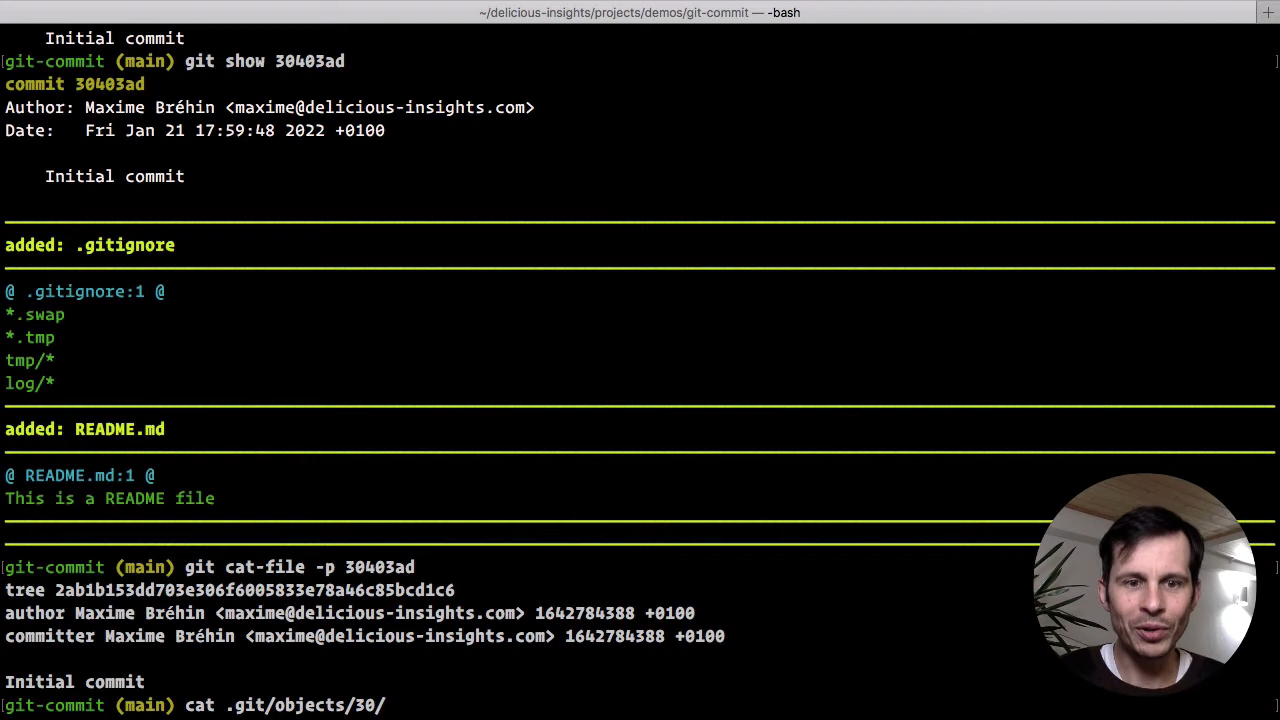 ~/delicious-insights/projects/demos/git-commit — -bash
Initial commit
[git-commit (main) git show 30403ad ]
commit 30403ad
Author: Maxime Bréhin <maxime@delicious-insights.com>
Date:   Fri Jan 21 17:59:48 2022 +0100
Initial commit
added: .gitignore
@ .gitignore:1 @
*.swap
*.tmp
tmp/*
log/*
added: README.md
@ README.md:1 @
This is a README file
[git-commit (main) git cat-file -p 30403ad ]
tree 2ab1b153dd703e306f6005833e78a46c85bcd1c6
author Maxime Bréhin <maxime@delicious-insights.com> 1642784388 +0100
committer Maxime Bréhin <maxime@delicious-insights.com> 1642784388 +0100
Initial commit
[git-commit (main) cat .git/objects/30/ ]